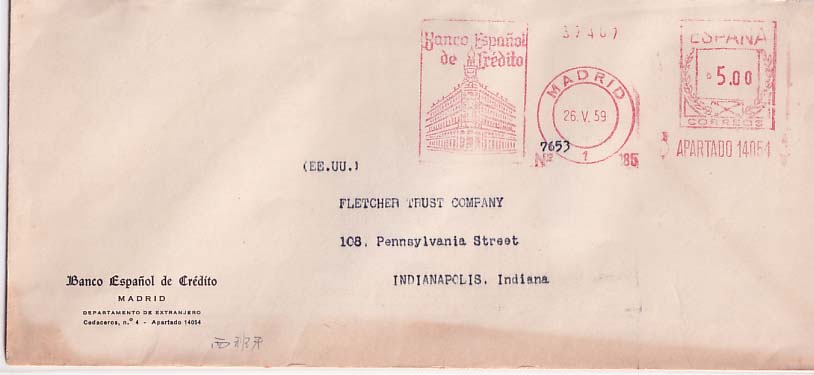 Banco Español
de Crédito
37407
MADRID
26. V. 59
1
7653
Nº 185
ESPAÑA
5.00
CORREOS
APARTADO 14054
(EE.UU.)
FLETCHER TRUST COMPANY
108, Pennsylvania Street
INDIANAPOLIS, Indiana
Banco Español de Crédito
MADRID
DEPARTAMENTO DE EXTRANJERO
Cedaceros, n.º 4 - Apartado 14054